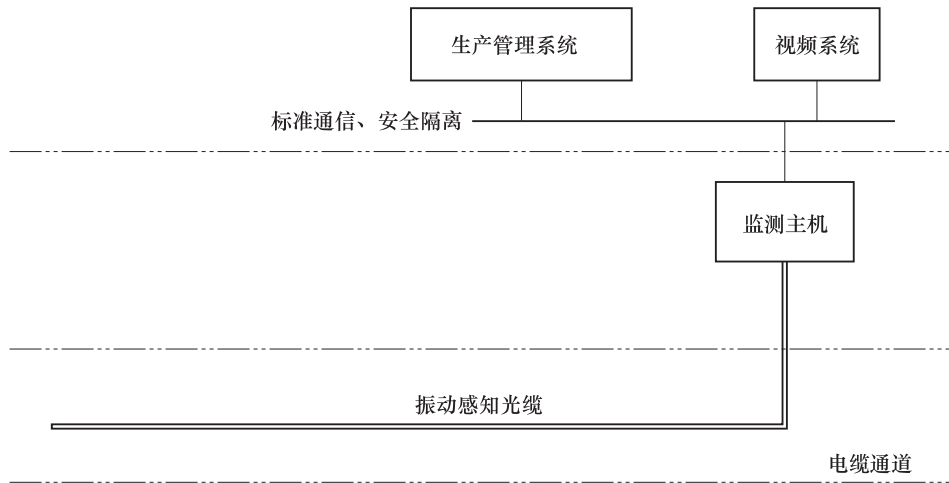 生产管理系统
视频系统
标准通信、安全隔离
监测主机
振动感知光缆
电缆通道